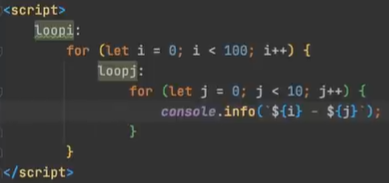 <script>
loopi:
for (let i = 0; i < 100; i++) {
loopj:
for (let j = 0; j < 10; j++) {
console.info(`${i} - ${j}`);
}
}
</script>